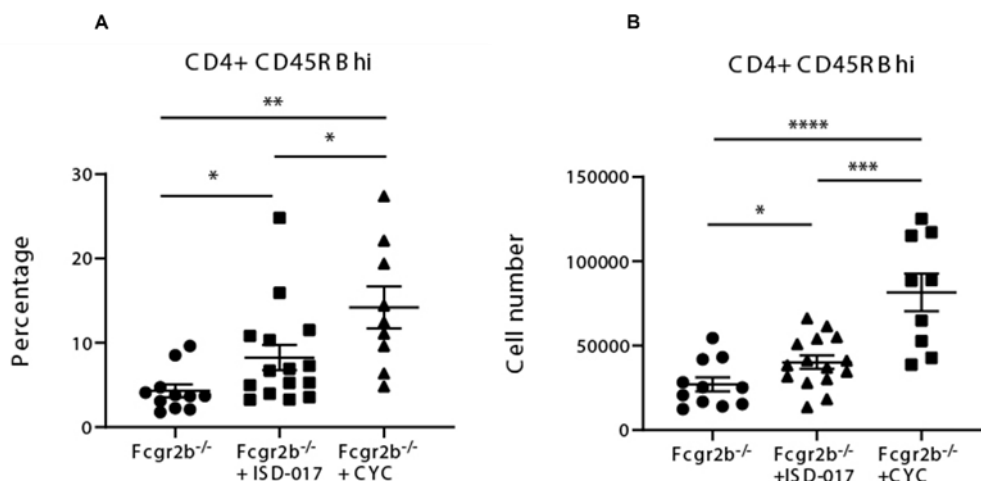 A
CD4+ CD45RBhi
**
*
*
30
20
10
0
Percentage
Fcgr2b-/-
Fcgr2b-/-
+ ISD-017
Fcgr2b-/-
+ CYC
B
CD4+ CD45RBhi
****
***
*
150000
100000
50000
0
Cell number
Fcgr2b-/-
Fcgr2b-/-
+ISD-017
Fcgr2b-/-
+CYC